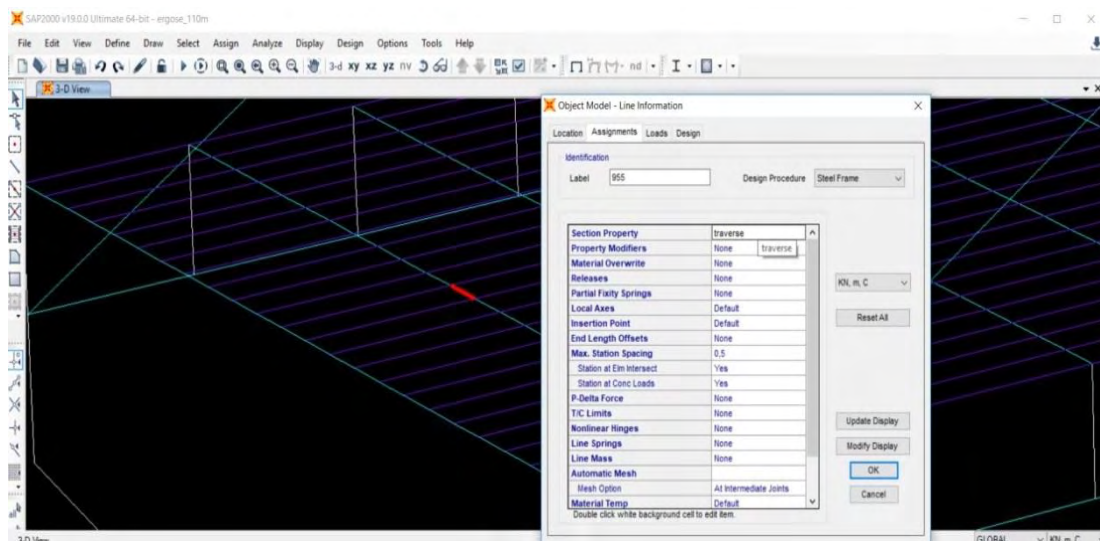 SAP2000 v19.0.0 Ultimate 64-bit - ergose_110m
File Edit View Define Draw Select Assign Analyze Display Design Options Tools Help
3-d xy xz yz nv
nd
3-D View
Object Model - Line Information
Location Assignments Loads Design
Identification
Label 955 Design Procedure Steel Frame
Section Property traverse
Property Modifiers None traverse
Material Overwrite None
Releases None
Partial Fixity Springs None
Local Axes Default
Insertion Point Default
End Length Offsets None
Max. Station Spacing 0,5
Station at Elm Intersect Yes
Station at Conc Loads Yes
P-Delta Force None
T/C Limits None
Nonlinear Hinges None
Line Springs None
Line Mass None
Automatic Mesh
Mesh Option At Intermediate Joints
Material Temp Default
Double click white background cell to edit item.
KN, m, C
Reset All
Update Display
Modify Display
OK
Cancel
3-D View
GLOBAL KN, m, C